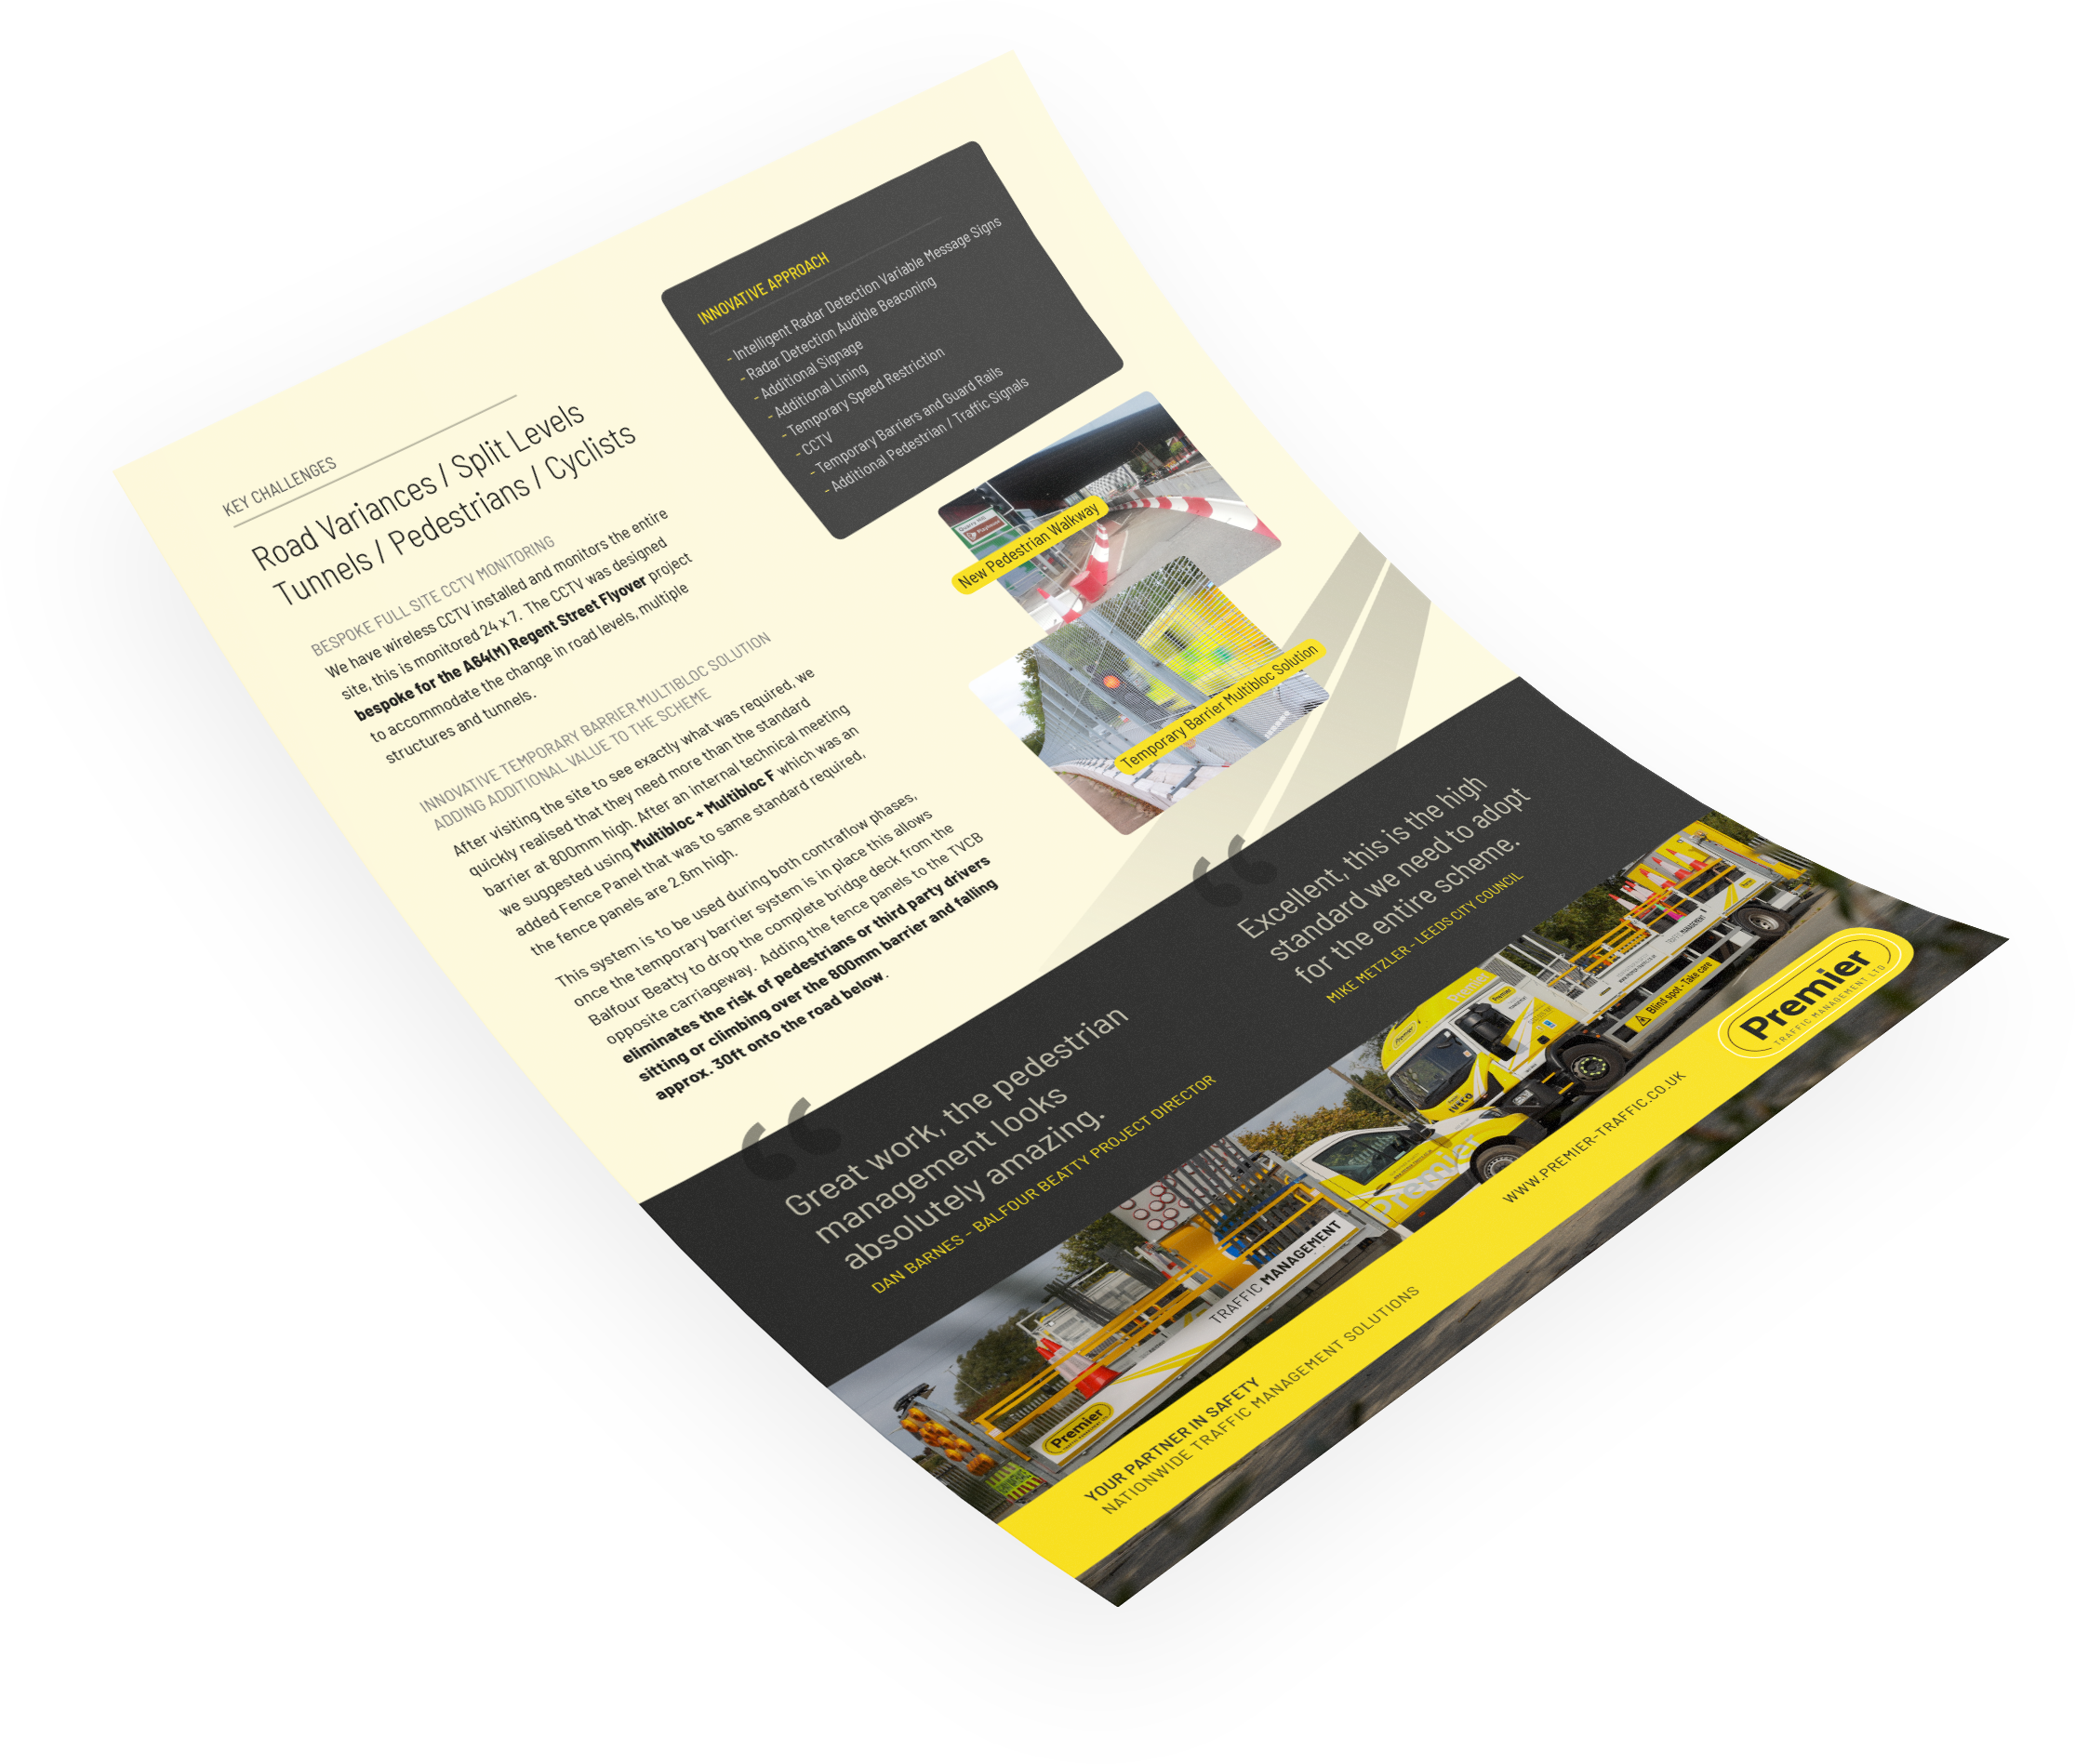 KEY CHALLENGES
Road Variances / Split Levels
Tunnels / Pedestrians / Cyclists
BESPOKE FULL SITE CCTV MONITORING
We have wireless CCTV installed and monitors the entire
site, this is monitored 24 x 7. The CCTV was designed
bespoke for the A64(M) Regent Street Flyover project
to accommodate the change in road levels, multiple
structures and tunnels.
INNOVATIVE TEMPORARY BARRIER MULTIBLOC SOLUTION
ADDING ADDITIONAL VALUE TO THE SCHEME
After visiting the site to see exactly what was required, we
quickly realised that they need more than the standard
barrier at 800mm high. After an internal technical meeting
we suggested using Multibloc + Multibloc F which was an
added Fence Panel that was to same standard required,
the fence panels are 2.6m high.
This system is to be used during both contraflow phases,
once the temporary barrier system is in place this allows
Balfour Beatty to drop the complete bridge deck from the
opposite carriageway. Adding the fence panels to the TVCB
eliminates the risk of pedestrians or third party drivers
sitting or climbing over the 800mm barrier and falling
approx. 30ft onto the road below.
INNOVATIVE APPROACH
- Intelligent Radar Detection Variable Message Signs
- Radar Detection Audible Beaconing
- Additional Signage
- Additional Lining
- Temporary Speed Restriction
- CCTV
- Temporary Barriers and Guard Rails
- Additional Pedestrian / Traffic Signals
New Pedestrian Walkway
Temporary Barrier Multibloc Solution
“
Great work, the pedestrian
management looks
absolutely amazing.
DAN BARNES - BALFOUR BEATTY PROJECT DIRECTOR
“
Excellent, this is the high
standard we need to adopt
for the entire scheme.
MIKE METZLER - LEEDS CITY COUNCIL
Premier
TRAFFIC MANAGEMENT
Premier
Premier
IVECO
Blind spot - Take care
TRAFFIC MANAGEMENT
YOUR PARTNER IN SAFETY
NATIONWIDE TRAFFIC MANAGEMENT SOLUTIONS
WWW.PREMIER-TRAFFIC.CO.UK
Premier
TRAFFIC MANAGEMENT LTD